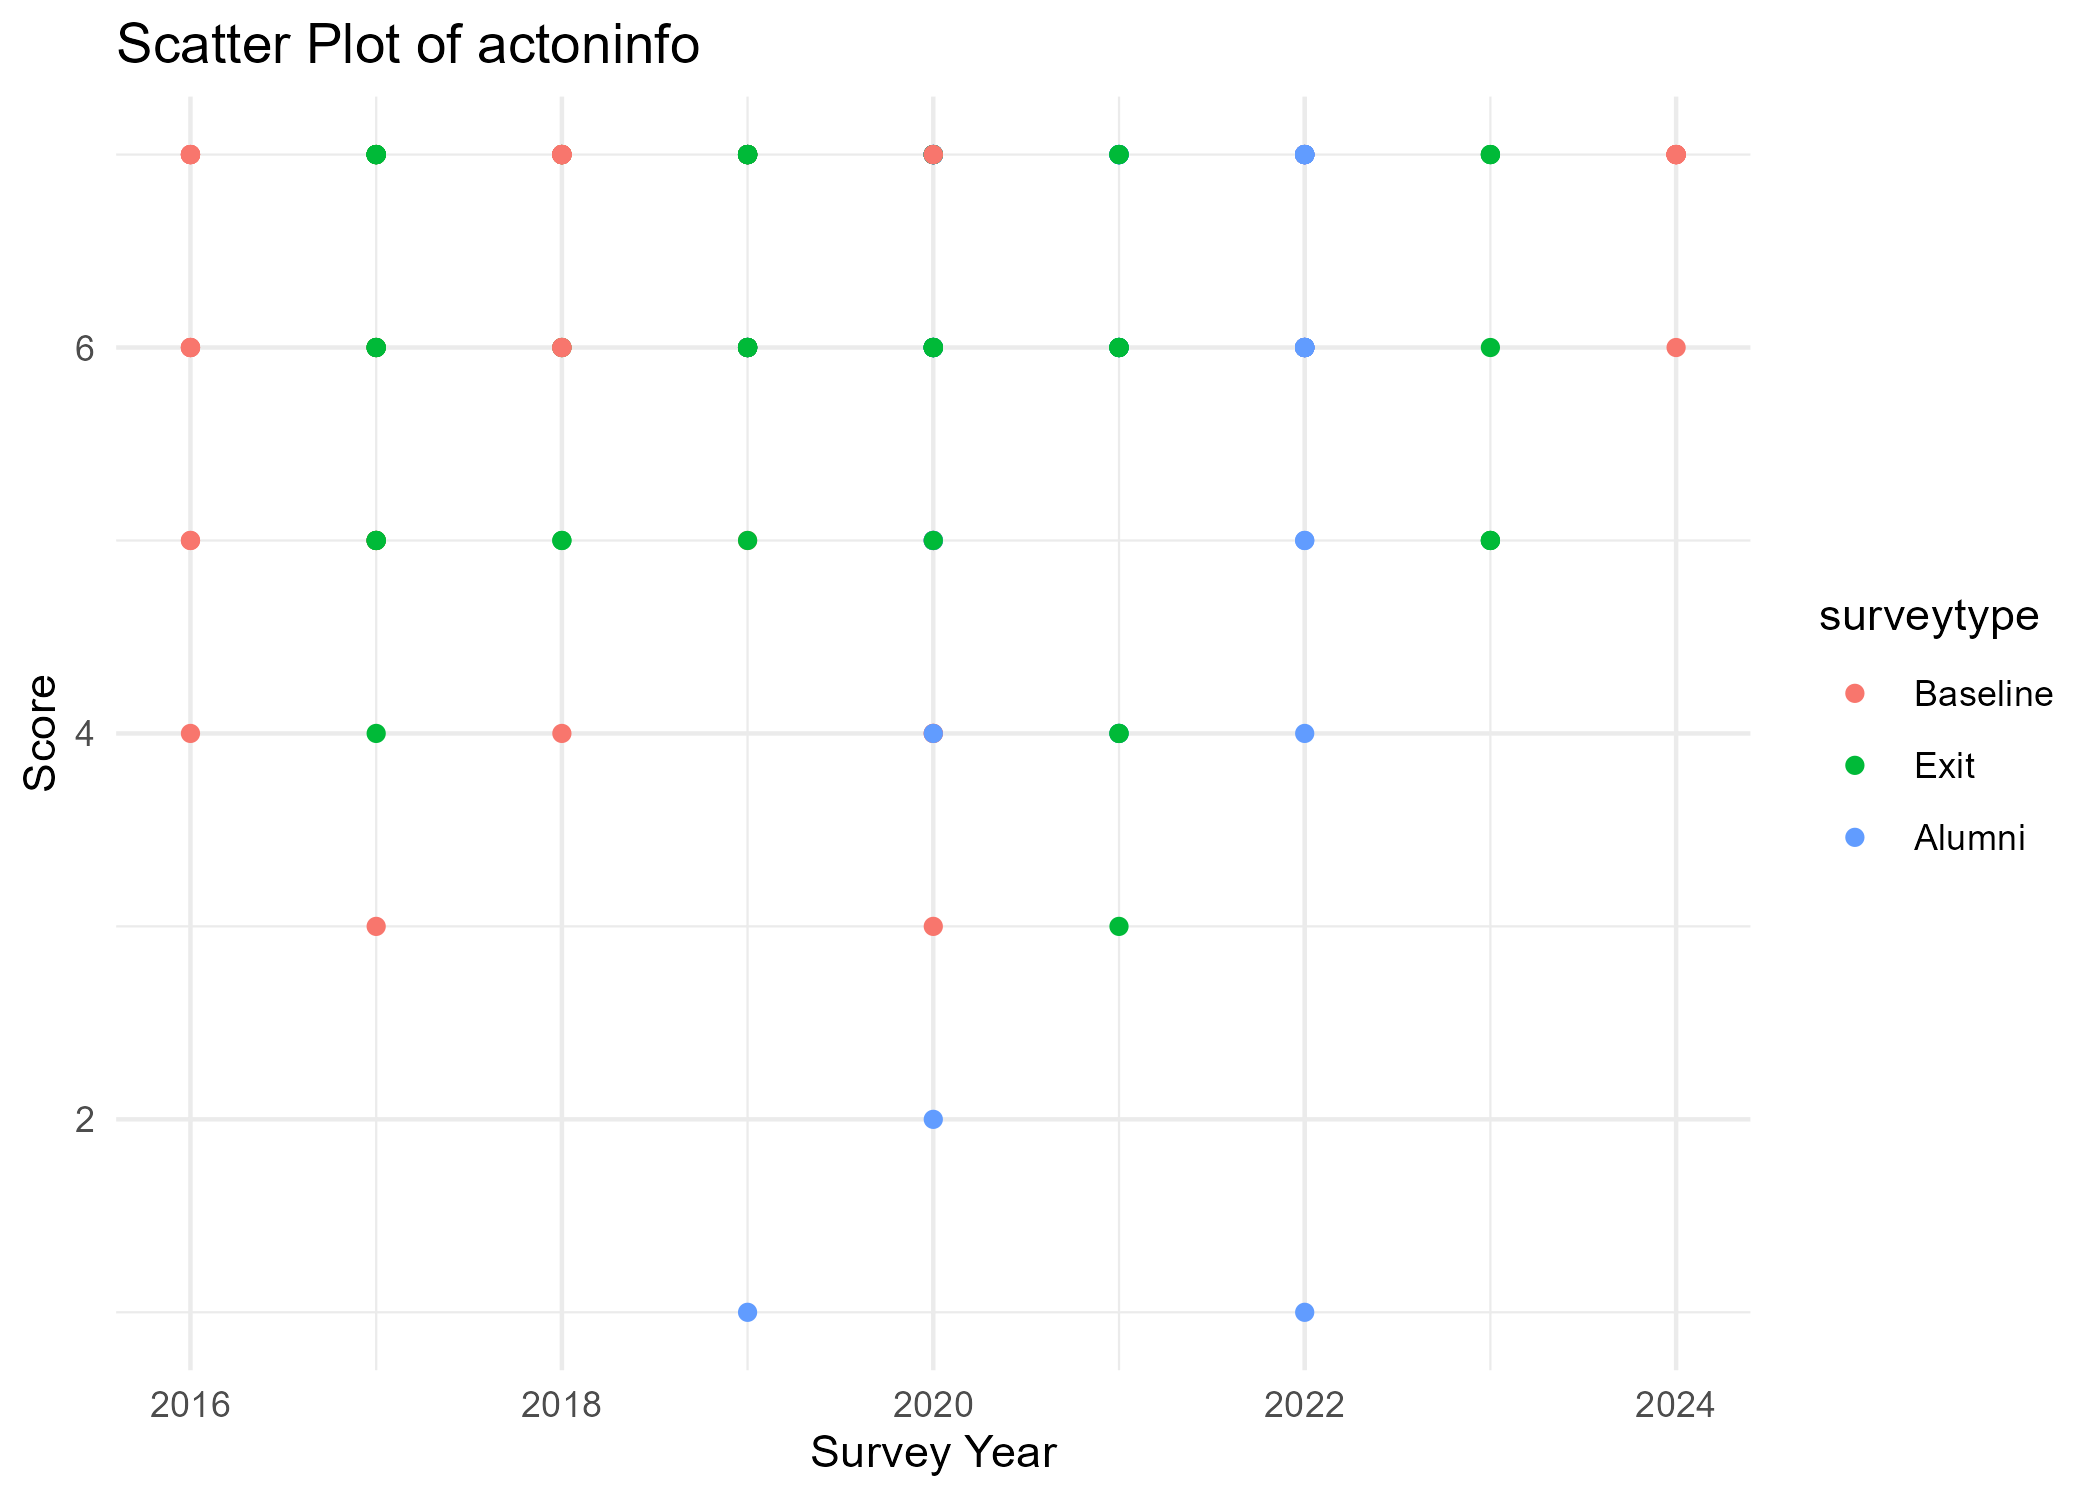 Scatter Plot of actoninfo
6
4
2
Score
2016 2018 2020 2022 2024
Survey Year
surveytype
Baseline
Exit
Alumni